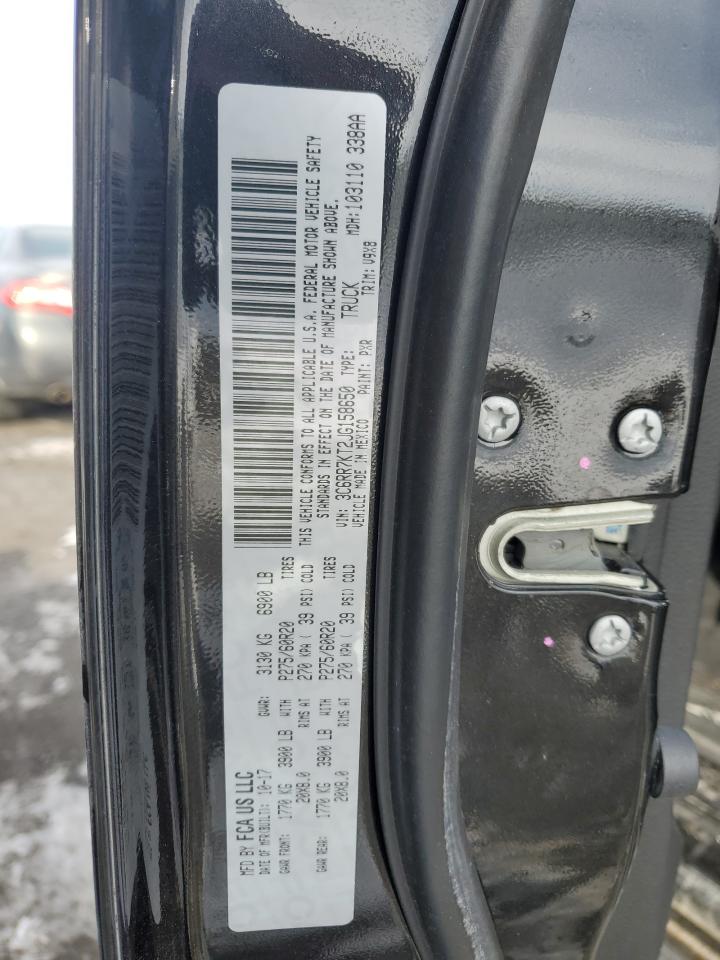 MFD BY FCA US LLC
DATE OF MFR(BUILT): 10-17 GVWR: 3130 KG 6900 LB
GAWR FRONT: 1770 KG 3900 LB WITH P275/60R20 TIRES
20X8.0 RIMS AT 270 KPA ( 39 PSI) COLD
GAWR REAR: 1770 KG 3900 LB WITH P275/60R20 TIRES
20X8.0 RIMS AT 270 KPA ( 39 PSI) COLD
THIS VEHICLE CONFORMS TO ALL APPLICABLE U.S.A. FEDERAL MOTOR VEHICLE SAFETY
STANDARDS IN EFFECT ON THE DATE OF MANUFACTURE SHOWN ABOVE.
VIN: 3C6RR7KT2JG158650 TYPE: TRUCK MDH: 103110 338AA
VEHICLE MADE IN MEXICO PAINT: PXR TRIM: V9X8